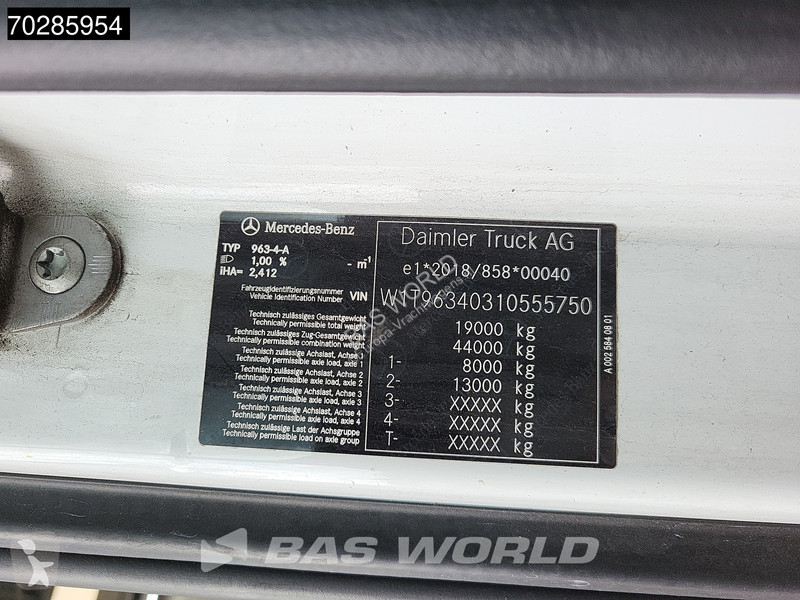 70285954
Mercedes-Benz
TYP 963-4-A
1,00 % - m⁻¹
iHA= 2,412
Fahrzeugidentifizierungsnummer
Vehicle Identification Number VIN
Technisch zulässiges Gesamtgewicht
Technically permissible total weight
Technisch zulässiges Zug-Gesamtgewicht
Technically permissible combination weight
Technisch zulässige Achslast, Achse 1
Technically permissible axle load, axle 1
Technisch zulässige Achslast, Achse 2
Technically permissible axle load, axle 2
Technisch zulässige Achslast, Achse 3
Technically permissible axle load, axle 3
Technisch zulässige Achslast, Achse 4
Technically permissible axle load, axle 4
Technisch zulässige Last der Achsgruppe
Technically permissible load on axle group
Daimler Truck AG
e1*2018/858*00040
W1T96340310555750
19000 kg
44000 kg
1- 8000 kg
2- 13000 kg
3- XXXXX kg
4- XXXXX kg
T- XXXXX kg
A 002 584 08 01
BAS WORLD
BAS WORLD